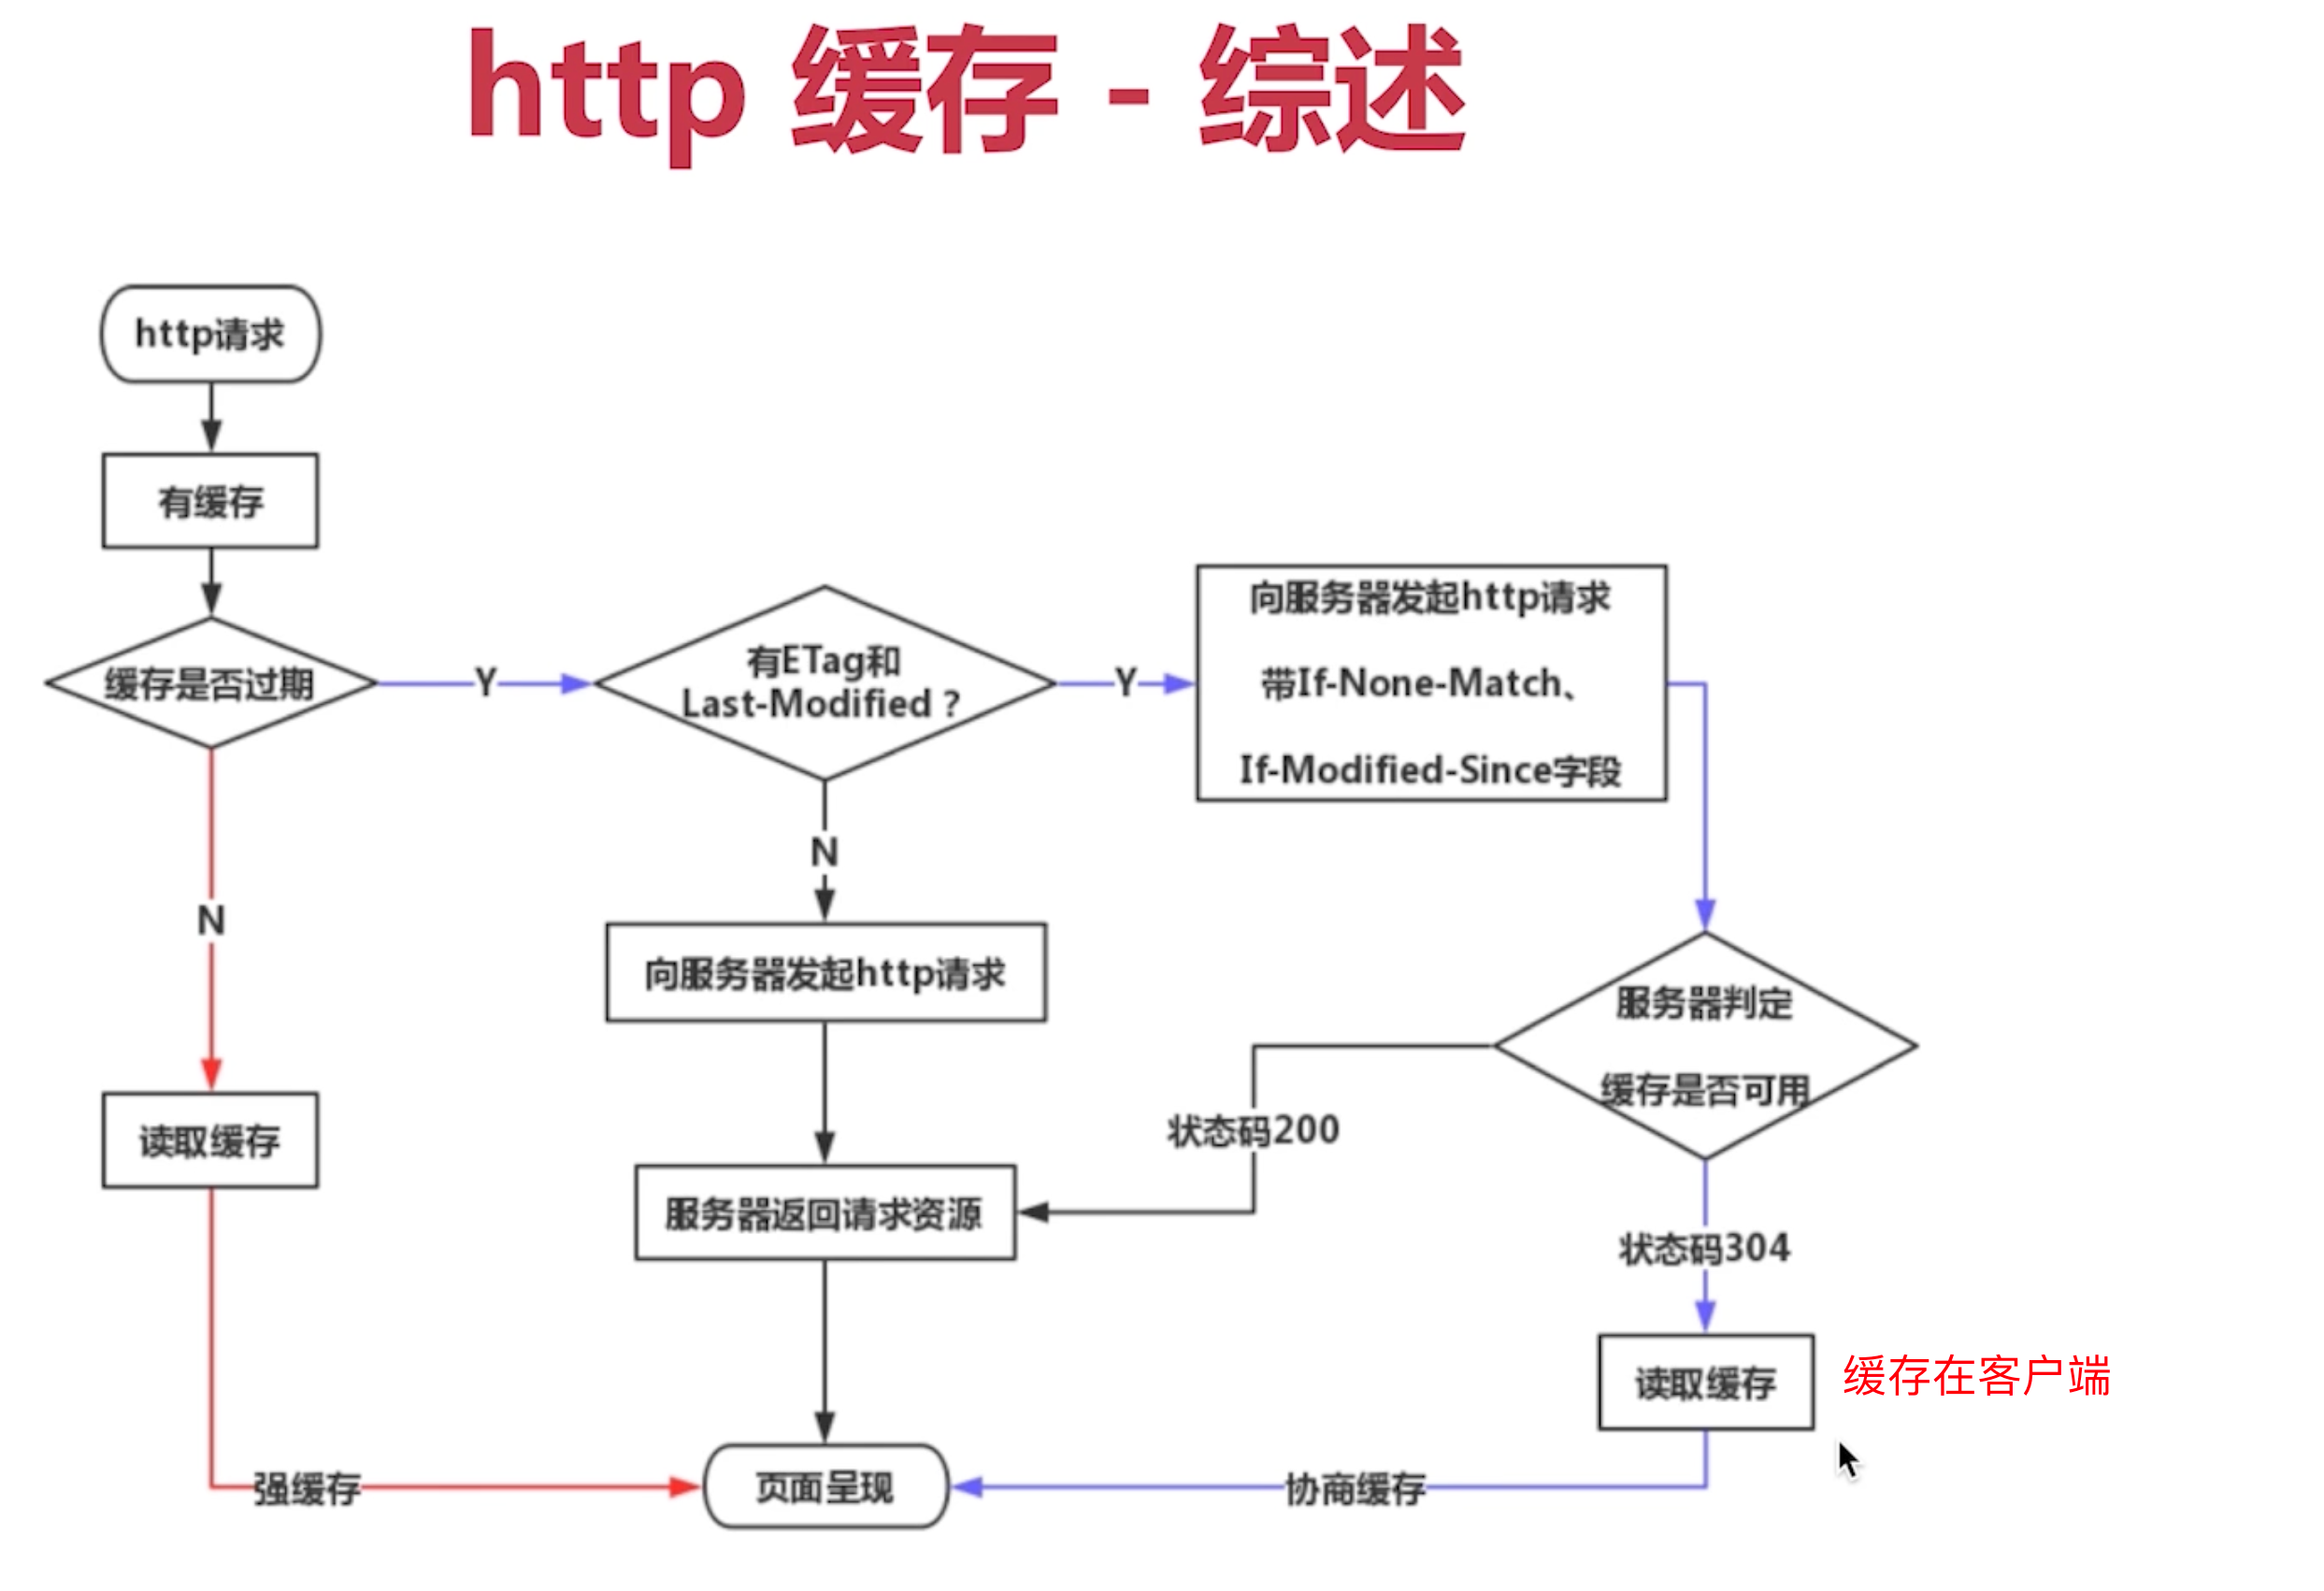 http 缓存 - 综述
http请求
有缓存
缓存是否过期
Y
有ETag和
Last-Modified ?
Y
向服务器发起http请求
带If-None-Match、
If-Modified-Since字段
N
N
向服务器发起http请求
服务器判定
缓存是否可用
状态码200
读取缓存
服务器返回请求资源
状态码304
读取缓存
缓存在客户端
强缓存
页面呈现
协商缓存